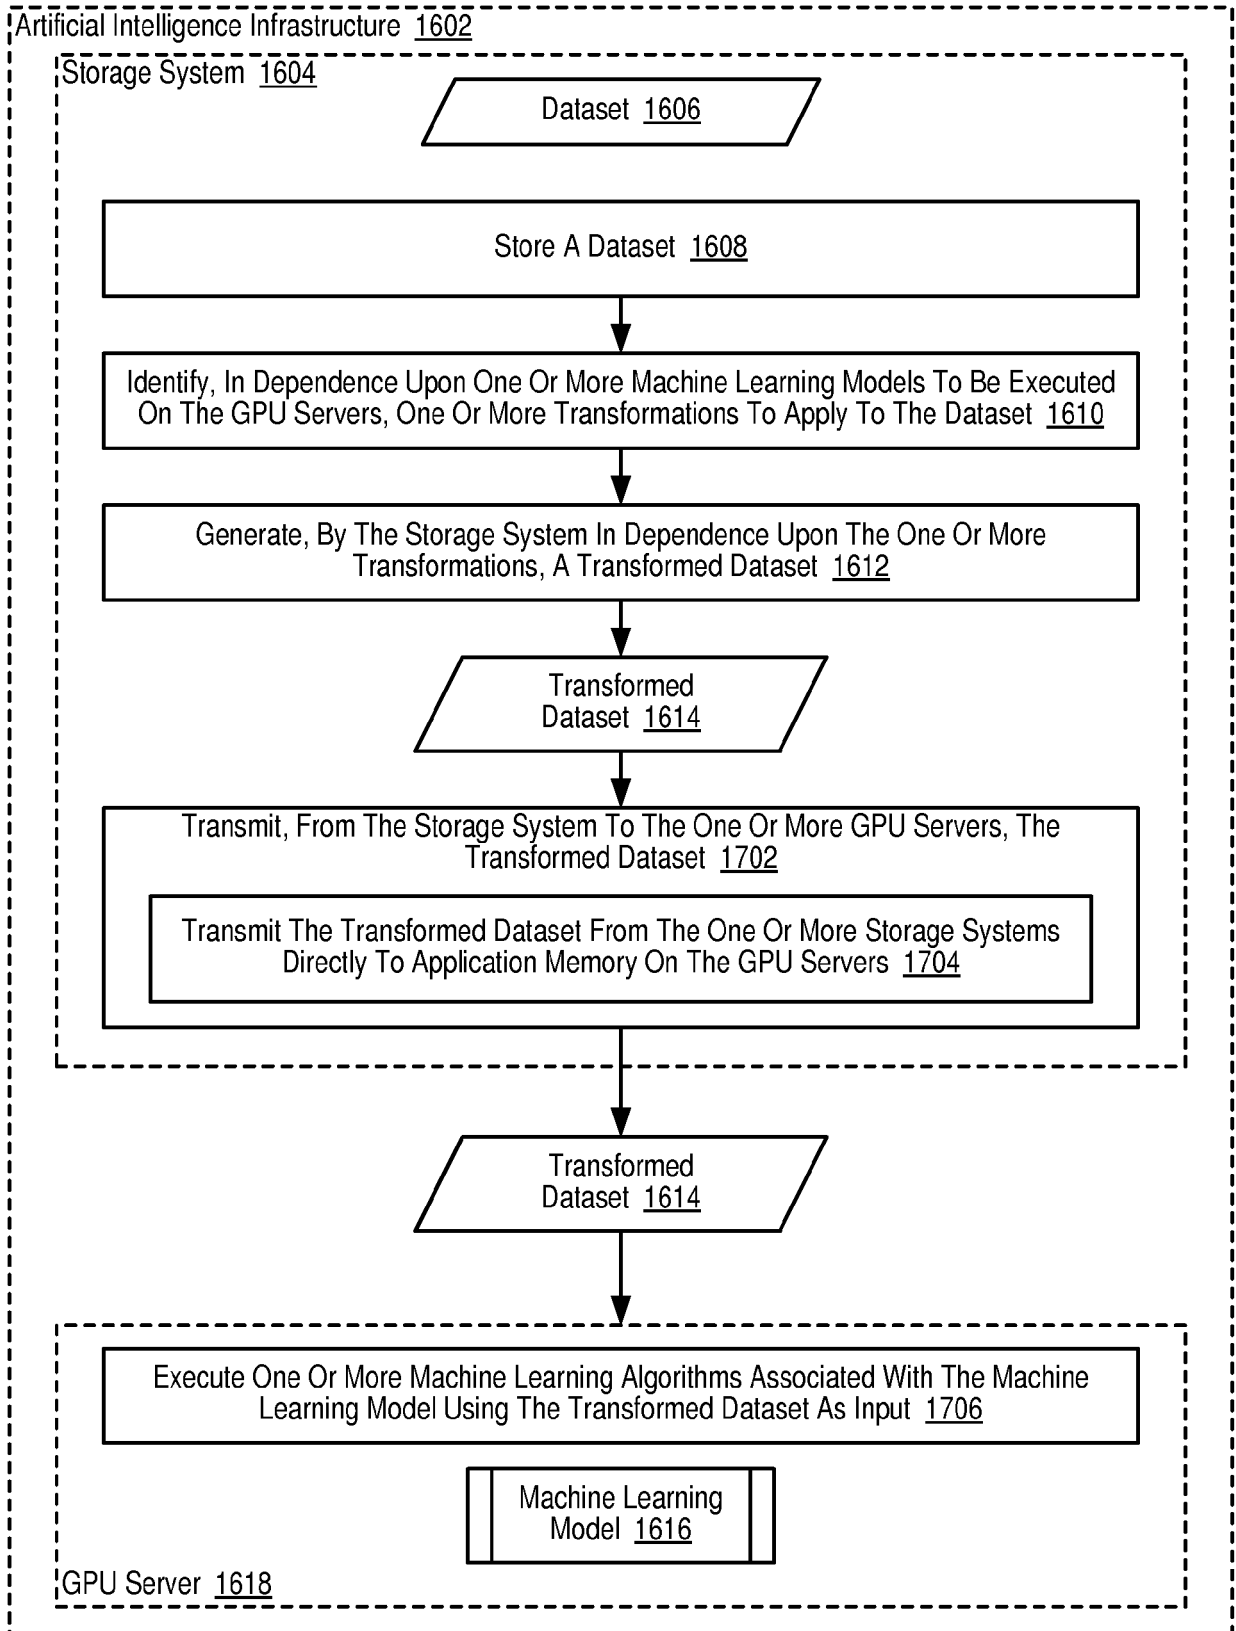 Artificial Intelligence Infrastructure 1602
Storage System 1604
Dataset 1606
Store A Dataset 1608
Identify, In Dependence Upon One Or More Machine Learning Models To Be Executed
On The GPU Servers, One Or More Transformations To Apply To The Dataset 1610
Generate, By The Storage System In Dependence Upon The One Or More
Transformations, A Transformed Dataset 1612
Transformed
Dataset 1614
Transmit, From The Storage System To The One Or More GPU Servers, The
Transformed Dataset 1702
Transmit The Transformed Dataset From The One Or More Storage Systems
Directly To Application Memory On The GPU Servers 1704
Transformed
Dataset 1614
Execute One Or More Machine Learning Algorithms Associated With The Machine
Learning Model Using The Transformed Dataset As Input 1706
Machine Learning
Model 1616
GPU Server 1618